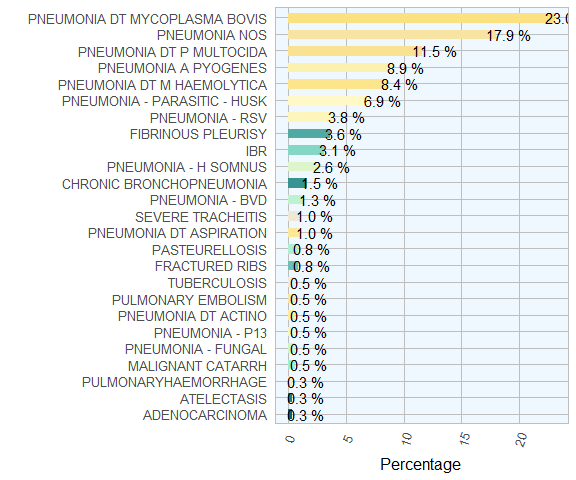 PNEUMONIA DT MYCOPLASMA BOVIS 23.0
PNEUMONIA NOS 17.9 %
PNEUMONIA DT P MULTOCIDA 11.5 %
PNEUMONIA A PYOGENES 8.9 %
PNEUMONIA DT M HAEMOLYTICA 8.4 %
PNEUMONIA - PARASITIC - HUSK 6.9 %
PNEUMONIA - RSV 3.8 %
FIBRINOUS PLEURISY 3.6 %
IBR 3.1 %
PNEUMONIA - H SOMNUS 2.6 %
CHRONIC BRONCHOPNEUMONIA 1.5 %
PNEUMONIA - BVD 1.3 %
SEVERE TRACHEITIS 1.0 %
PNEUMONIA DT ASPIRATION 1.0 %
PASTEURELLOSIS 0.8 %
FRACTURED RIBS 0.8 %
TUBERCULOSIS 0.5 %
PULMONARY EMBOLISM 0.5 %
PNEUMONIA DT ACTINO 0.5 %
PNEUMONIA - P13 0.5 %
PNEUMONIA - FUNGAL 0.5 %
MALIGNANT CATARRH 0.5 %
PULMONARYHAEMORRHAGE 0.3 %
ATELECTASIS 0.3 %
ADENOCARCINOMA 0.3 %
0 5 10 15 20
Percentage